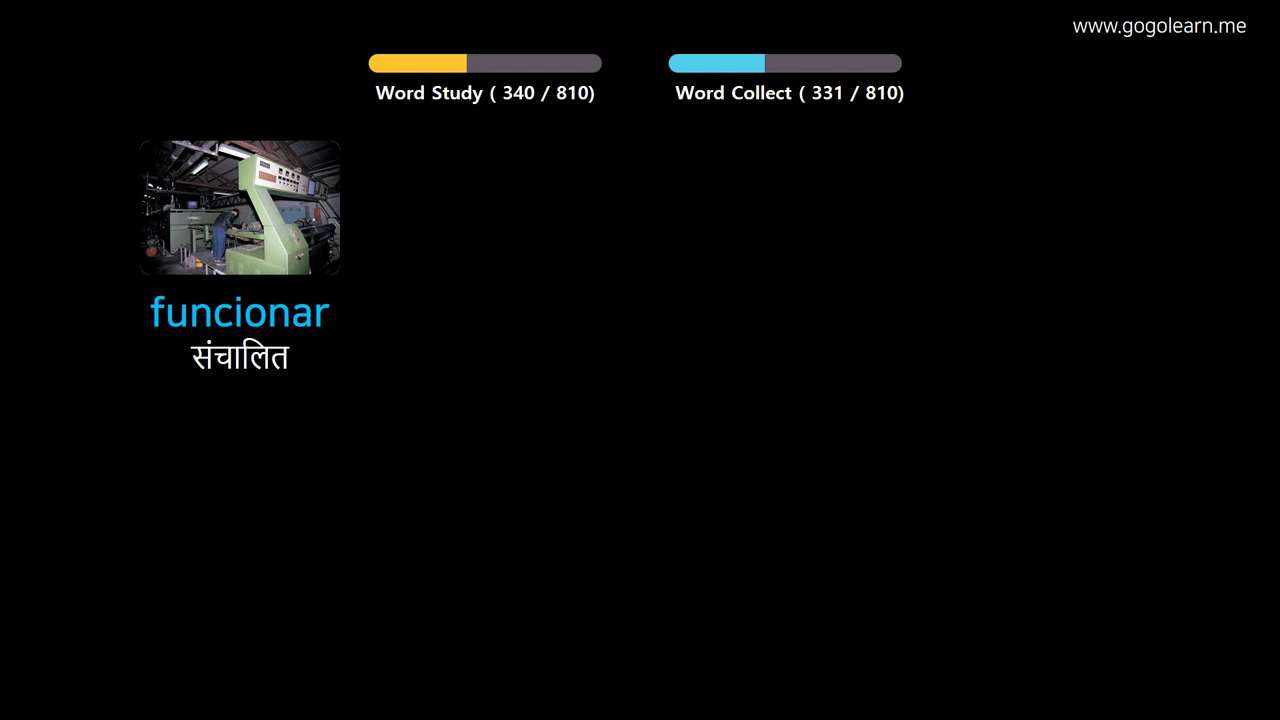 www.gogolearn.me
Word Study ( 340 / 810)
Word Collect ( 331 / 810)
funcionar
संचालित